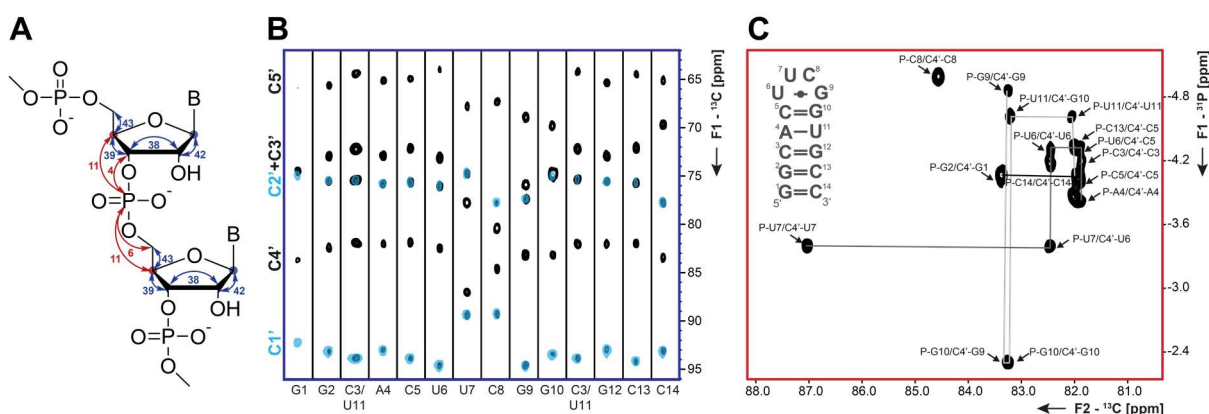 A
O
O=P-O-
O
B
43
O
39
38
42
11
4
O
OH
O=P-O-
O
B
6
11
43
O
39
38
42
O
OH
O=P-O-
O
B
C5'
C2'+C3'
C4'
C1'
65
70
75
80
85
90
95
F1 - ¹³C [ppm]
G1 G2 C3/ A4 C5 U6 U7 C8 G9 G10 C3/ G12 C13 C14
U11 U11
C
⁷U C⁸
⁶U G⁹
⁵C G¹⁰
⁴A U¹¹
³C G¹²
²G C¹³
¹G C¹⁴
5' 3'
P-C8/C4'-C8
P-G9/C4'-G9
P-U11/C4'-G10
P-U11/C4'-U11
P-C13/C4'-C5
P-U6/C4'-U6
P-U6/C4'-C5
P-C3/C4'-C3
P-G2/C4'-G1
P-C14/C4'-C14
P-C5/C4'-C5
P-A4/C4'-A4
P-U7/C4'-U7
P-U7/C4'-U6
P-G10/C4'-G9
P-G10/C4'-G10
-4.8
-4.2
-3.6
-3.0
-2.4
F1 - ³¹P [ppm]
88.0 87.0 86.0 85.0 84.0 83.0 82.0 81.0
F2 - ¹³C [ppm]